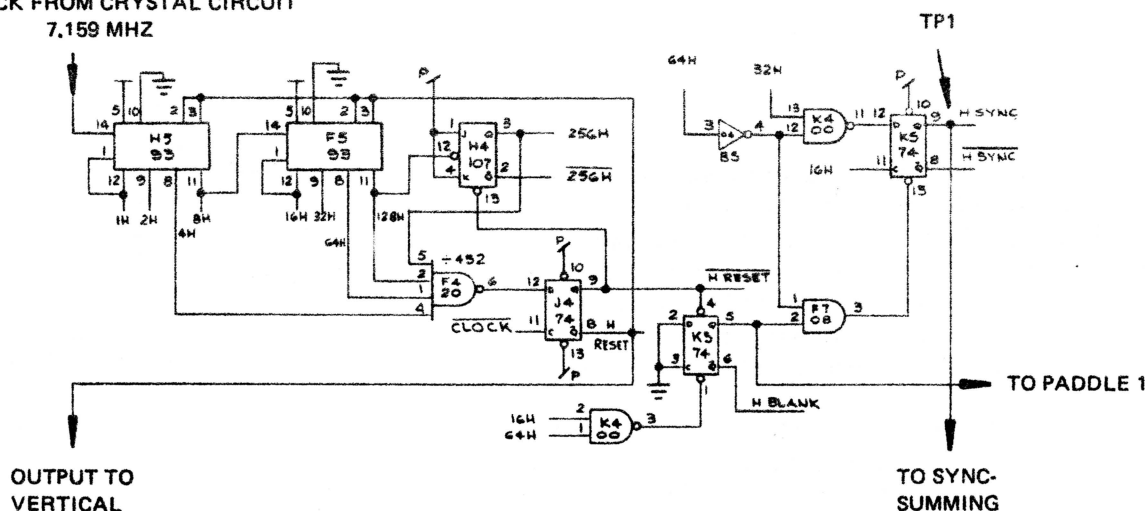 CK FROM CRYSTAL CIRCUIT
7.159 MHZ
TP1
64H
32H
P
P
5 10 2 3
5 10 2 3
13 K4 11 12
12 00
10
9 H SYNC
14 H5 93
14 F5 93
1 J Q 3 256H
12 H4
107
4 K Q 2 256H
13
3 04 4
B5
D Q
K5
74
C Q
8 H SYNC
16H 11
13
1
12 9 8 11
1
12 9 8 11
1H 2H 8H
4H
16H 32H 128H
64H
÷452
5
2
1
4
F4
20
6
P
10
12 D Q 9
J4
74
CLOCK 11 C Q 8 H
RESET
13
P
H RESET
4
2 D Q 5
K5
74
3 C Q 6
1
1
2
F7
08
3
TO PADDLE 1
H BLANK
16H 2
64H 1
K4
00
3
OUTPUT TO
VERTICAL
TO SYNC-
SUMMING